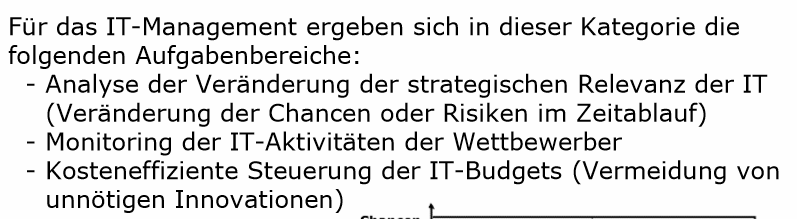 Für das IT-Management ergeben sich in dieser Kategorie die
folgenden Aufgabenbereiche:
- Analyse der Veränderung der strategischen Relevanz der IT
(Veränderung der Chancen oder Risiken im Zeitablauf)
- Monitoring der IT-Aktivitäten der Wettbewerber
- Kosteneffiziente Steuerung der IT-Budgets (Vermeidung von
unnötigen Innovationen)
Chancen